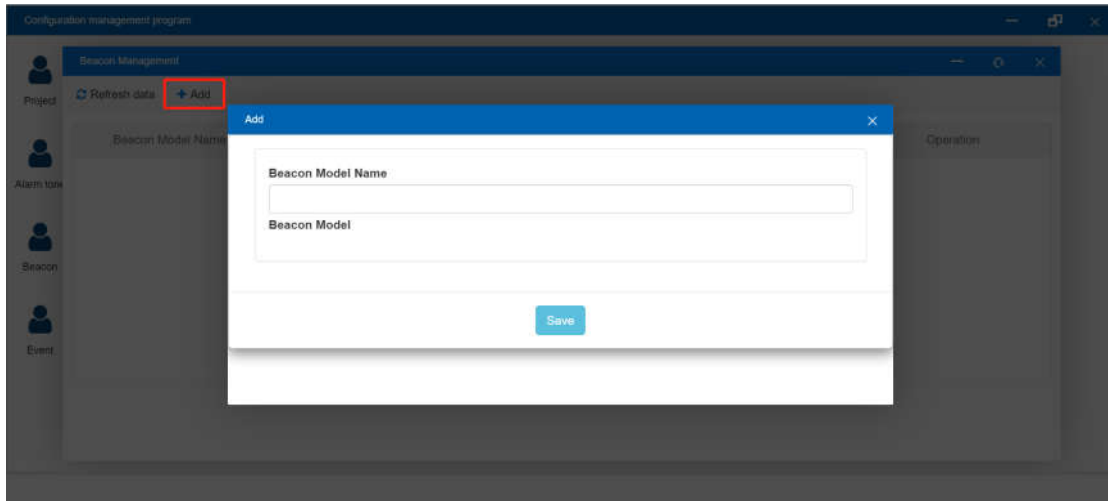 Configuration management program
Beacon Management
Project
Refresh data
+ Add
Add
Beacon Model Name
Operation
Beacon Model Name
Alarm tone
Beacon Model
Beacon
Save
Event